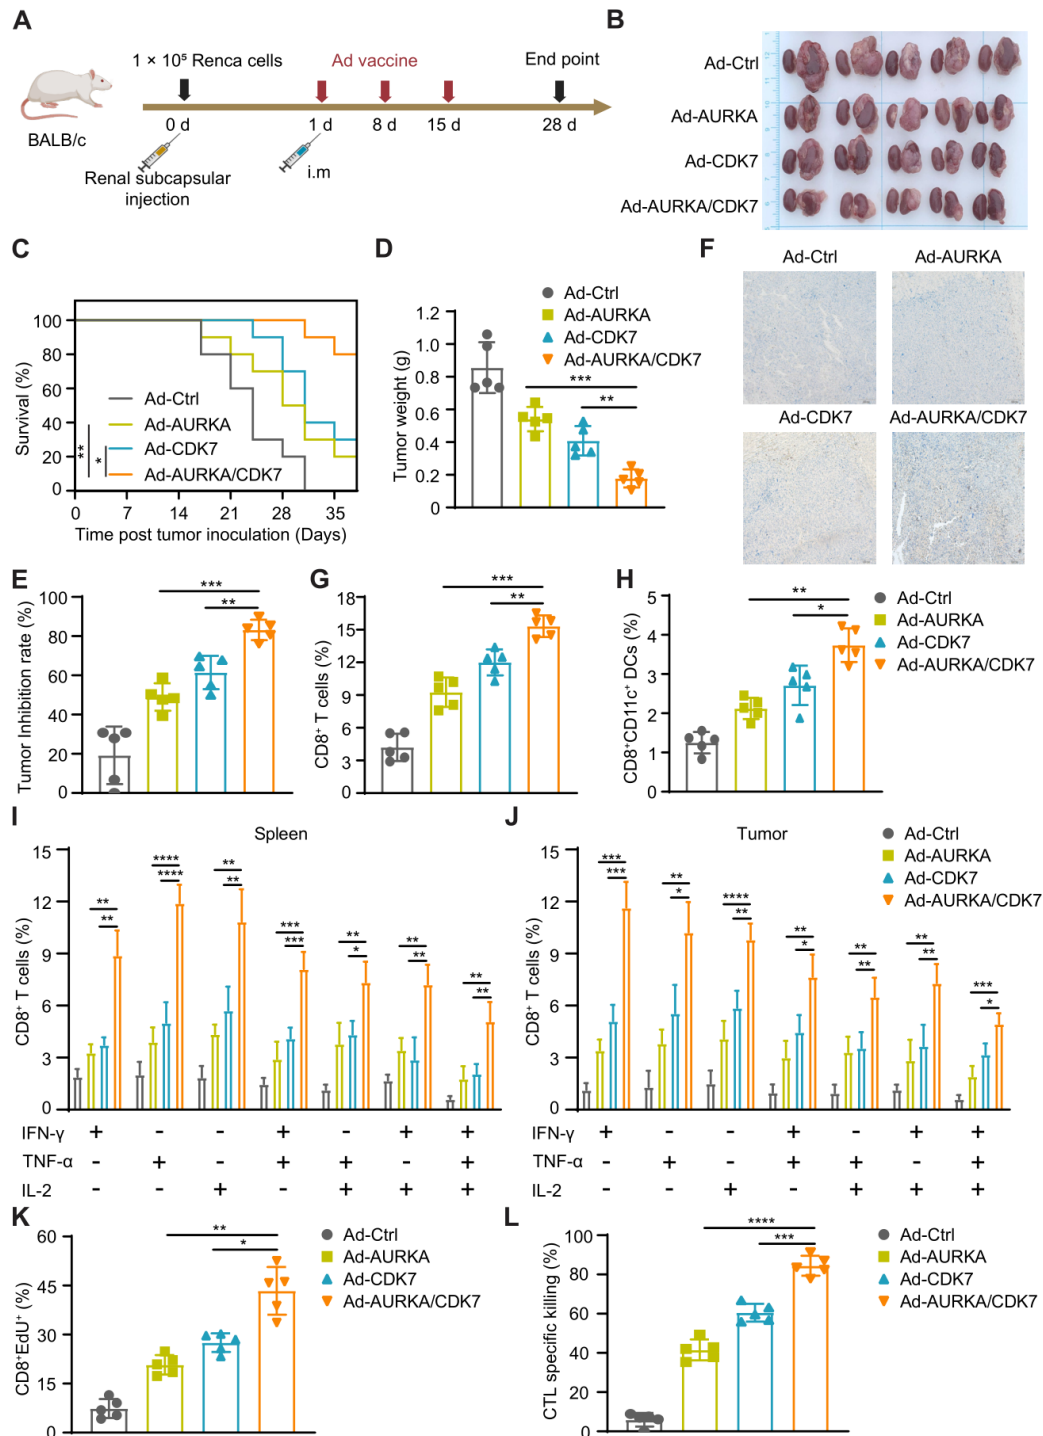 A
1 × 10⁵ Renca cells
Ad vaccine
End point
BALB/c
0 d
1 d
8 d
15 d
28 d
Renal subcapsular
injection
i.m
B
Ad-Ctrl
Ad-AURKA
Ad-CDK7
Ad-AURKA/CDK7
C
Survival (%)
100
80
60
40
20
0
Ad-Ctrl
Ad-AURKA
Ad-CDK7
Ad-AURKA/CDK7
**
*
0 7 14 21 28 35
Time post tumor inoculation (Days)
D
Ad-Ctrl
Ad-AURKA
Ad-CDK7
Ad-AURKA/CDK7
Tumor weight (g)
1.2
1.0
0.8
0.6
0.4
0.2
0
***
**
F
Ad-Ctrl
Ad-AURKA
Ad-CDK7
Ad-AURKA/CDK7
E
Tumor Inhibition rate (%)
100
80
60
40
20
0
***
**
G
CD8⁺ T cells (%)
18
15
12
9
6
3
0
***
**
H
CD8⁺CD11c⁺ DCs (%)
5
4
3
2
1
0
**
*
Ad-Ctrl
Ad-AURKA
Ad-CDK7
Ad-AURKA/CDK7
I
Spleen
CD8⁺ T cells (%)
15
12
9
6
3
0
** **** ** *** ** ** **
** **** ** *** * ** **
IFN-γ + - - + - + +
TNF-α - + - + + - +
IL-2 - - + - + + +
J
Tumor
Ad-Ctrl
Ad-AURKA
Ad-CDK7
Ad-AURKA/CDK7
CD8⁺ T cells (%)
15
12
9
6
3
0
*** ** **** ** ** ** ***
*** * ** * ** ** *
IFN-γ + - - + - + +
TNF-α - + - + + - +
IL-2 - - + - + + +
K
CD8⁺EdU⁺ (%)
60
45
30
15
0
**
*
Ad-Ctrl
Ad-AURKA
Ad-CDK7
Ad-AURKA/CDK7
L
CTL specific killing (%)
100
80
60
40
20
0
****
***
Ad-Ctrl
Ad-AURKA
Ad-CDK7
Ad-AURKA/CDK7